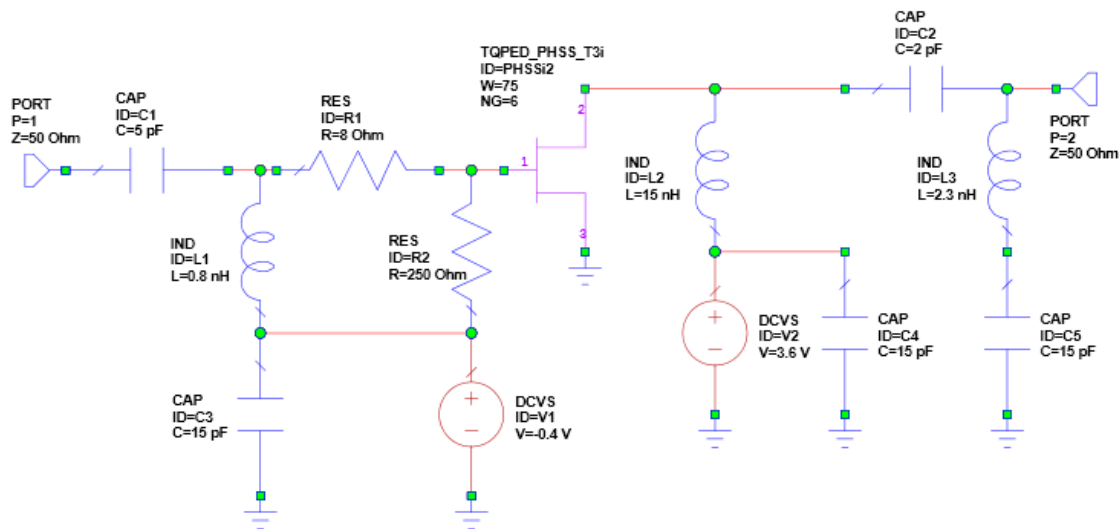 CAP
ID=C2
C=2 pF
TQPED_PHSS_T3i
ID=PHSSi2
W=75
NG=6
2
1
3
PORT
P=1
Z=50 Ohm
CAP
ID=C1
C=5 pF
RES
ID=R1
R=8 Ohm
PORT
P=2
Z=50 Ohm
IND
ID=L2
L=15 nH
IND
ID=L3
L=2.3 nH
IND
ID=L1
L=0.8 nH
RES
ID=R2
R=250 Ohm
DCVS
ID=V2
V=3.6 V
CAP
ID=C4
C=15 pF
CAP
ID=C5
C=15 pF
CAP
ID=C3
C=15 pF
DCVS
ID=V1
V=-0.4 V